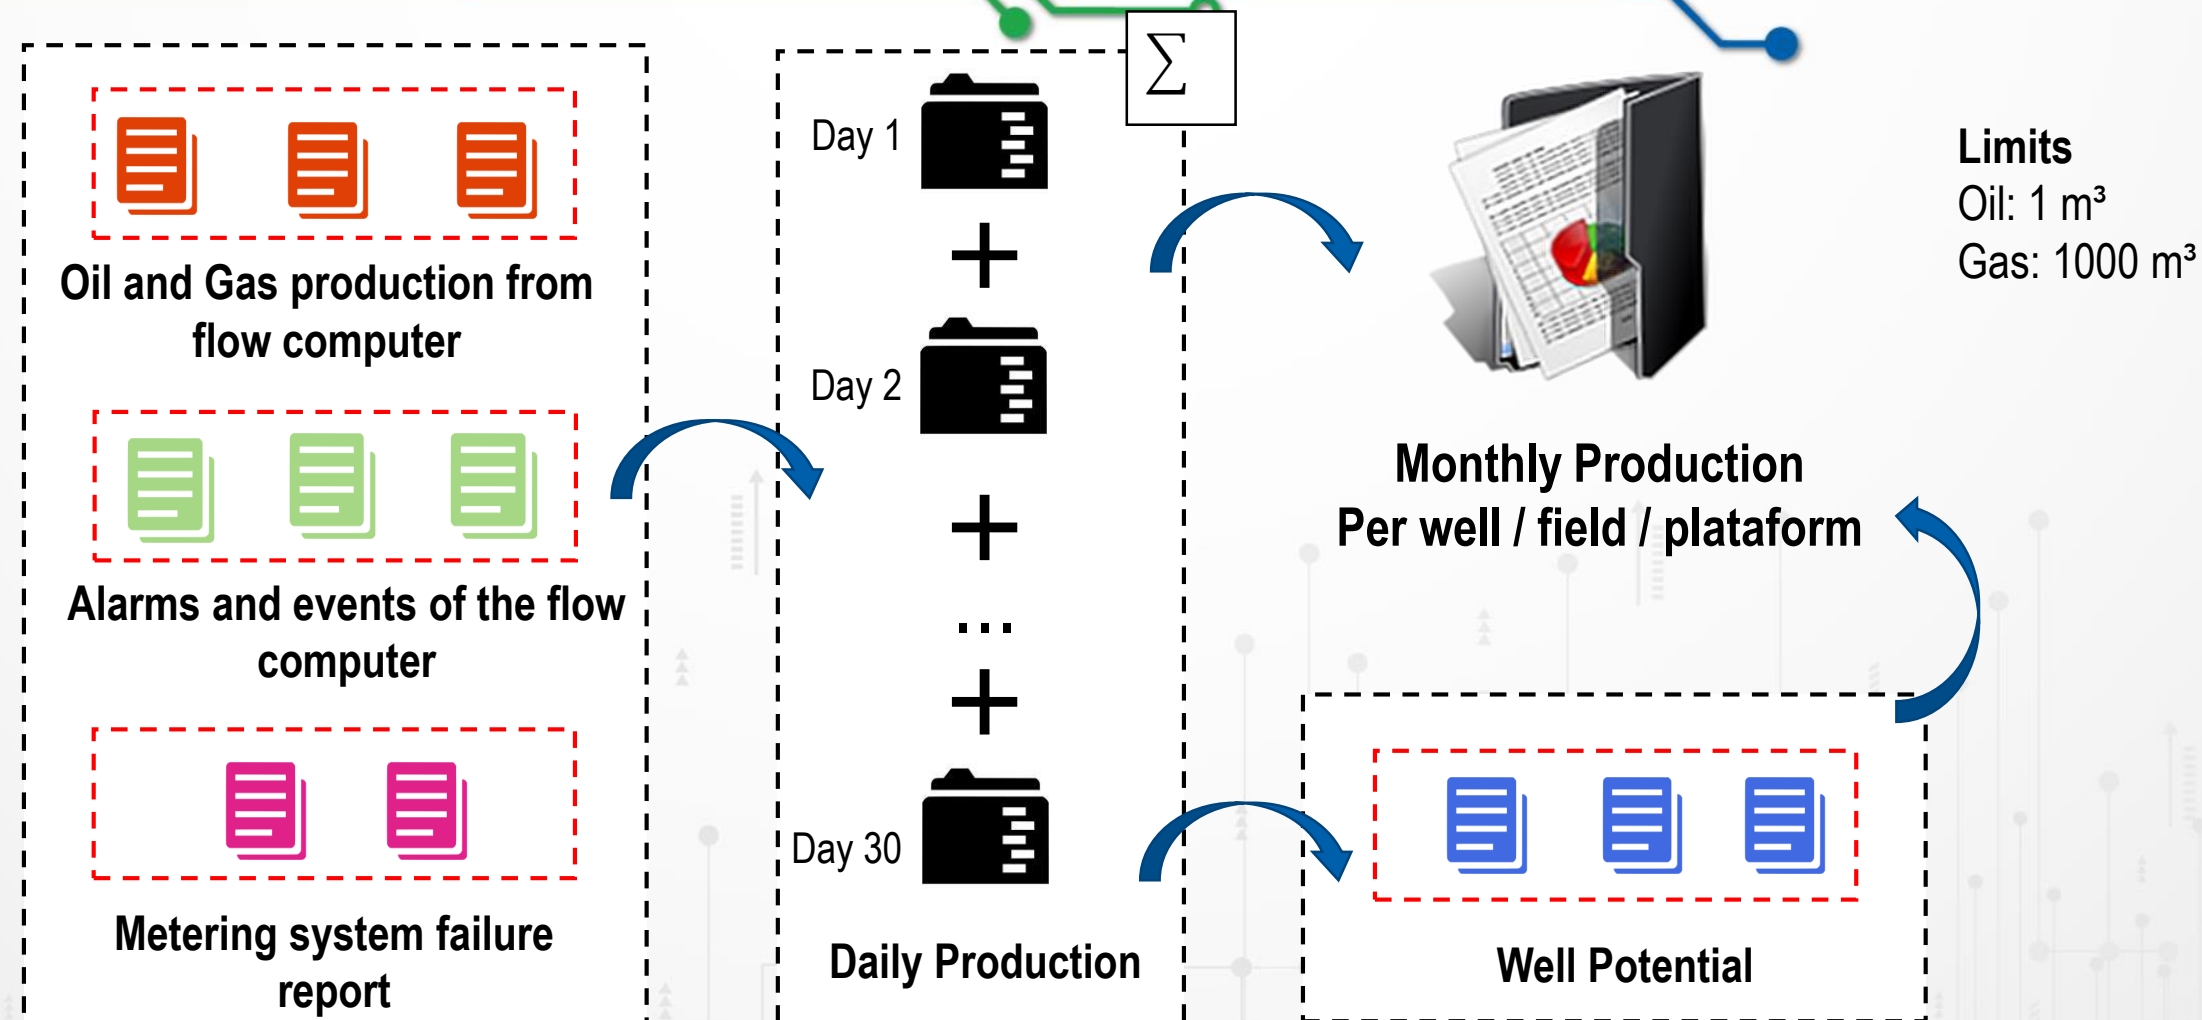 Oil and Gas production from
flow computer
Alarms and events of the flow
computer
Metering system failure
report
∑
Day 1
+
Day 2
+
...
+
Day 30
Daily Production
Monthly Production
Per well / field / plataform
Well Potential
Limits
Oil: 1 m³
Gas: 1000 m³